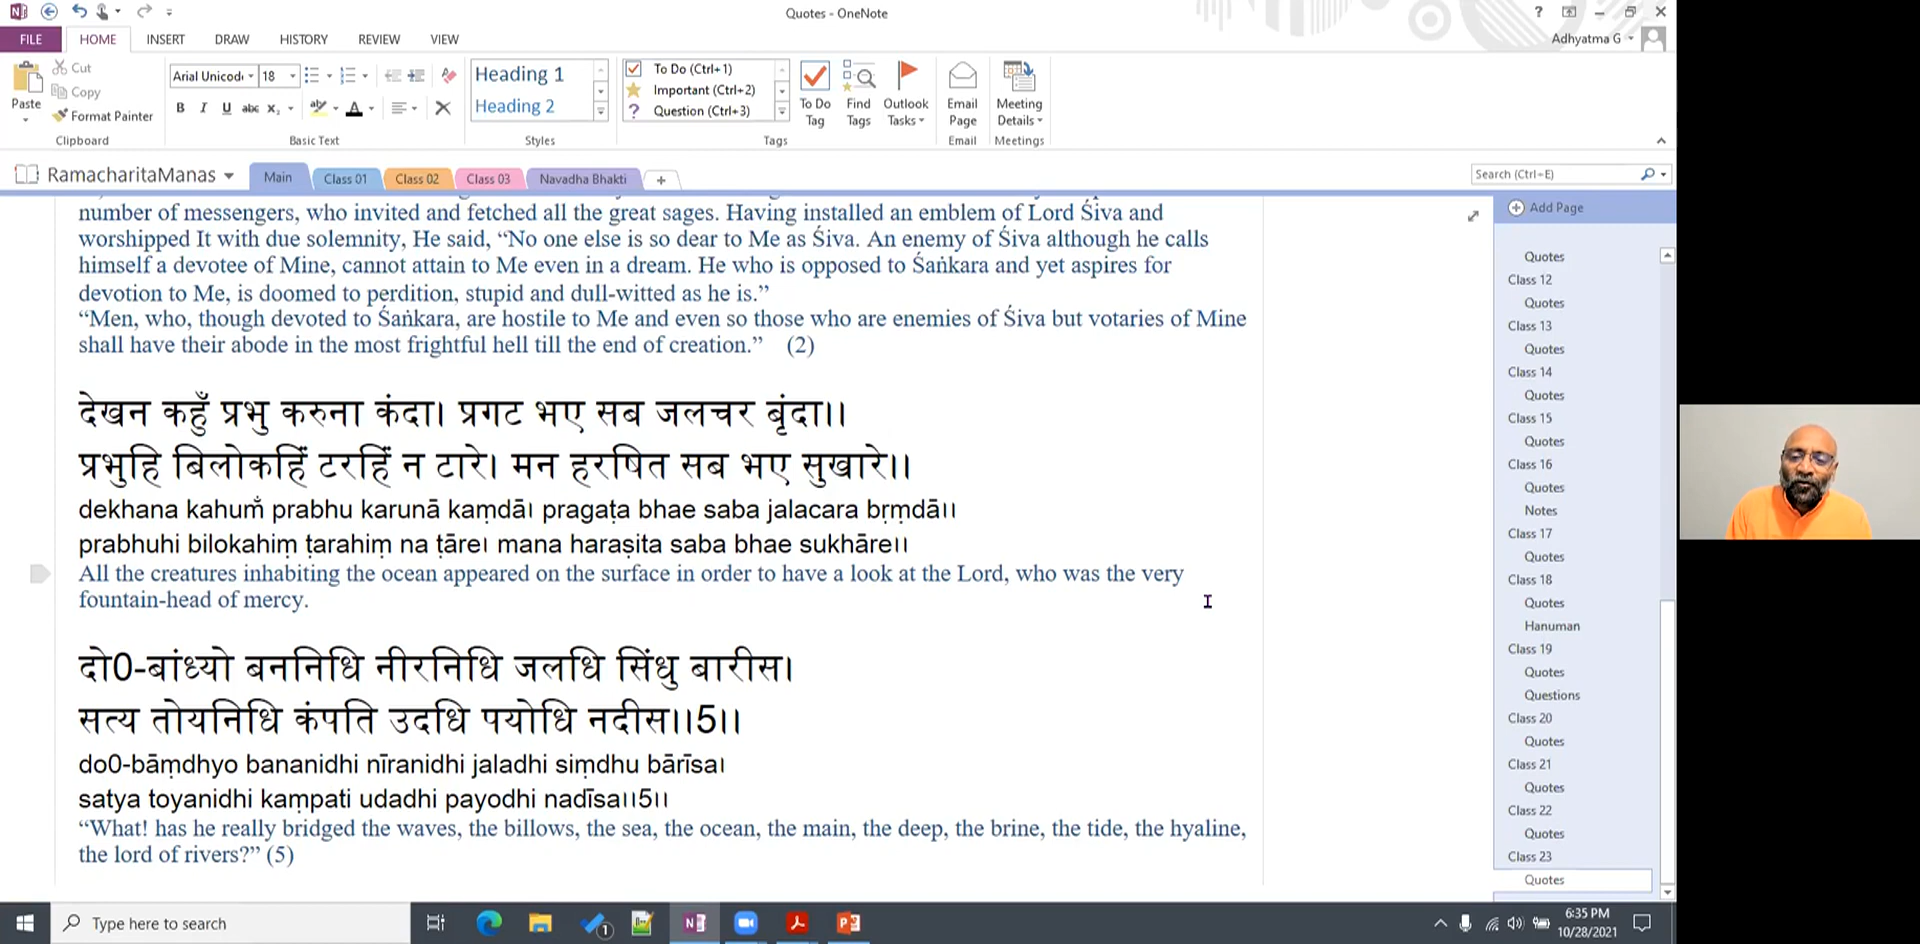 Quotes - OneNote
?
FILE HOME INSERT DRAW HISTORY REVIEW VIEW
Adhyatma G
Paste
Cut
Copy
Format Painter
Clipboard
Arial Unicode 18
B I U abc x₂ A
Basic Text
Heading 1
Heading 2
Styles
To Do (Ctrl+1)
Important (Ctrl+2)
? Question (Ctrl+3)
To Do Tag
Find Tags
Outlook Tasks
Tags
Email Page
Email
Meeting Details
Meetings
RamacharitaManas
Main Class 01 Class 02 Class 03 Navadha Bhakti +
Search (Ctrl+E)
number of messengers, who invited and fetched all the great sages. Having installed an emblem of Lord Śiva and
worshipped It with due solemnity, He said, “No one else is so dear to Me as Śiva. An enemy of Śiva although he calls
himself a devotee of Mine, cannot attain to Me even in a dream. He who is opposed to Śaṅkara and yet aspires for
devotion to Me, is doomed to perdition, stupid and dull-witted as he is.”
“Men, who, though devoted to Śaṅkara, are hostile to Me and even so those who are enemies of Śiva but votaries of Mine
shall have their abode in the most frightful hell till the end of creation.” (2)
देखन कहुँ प्रभु करुना कंदा। प्रगट भए सब जलचर बृंदा।।
प्रभुहि बिलोकहिं टरहिं न टारे। मन हरषित सब भए सुखारे।।
dekhana kahum̐ prabhu karunā kaṃdā। pragaṭa bhae saba jalacara bṛṃdā।।
prabhuhi bilokahiṃ ṭarahiṃ na ṭāre। mana haraṣita saba bhae sukhāre।।
All the creatures inhabiting the ocean appeared on the surface in order to have a look at the Lord, who was the very
fountain-head of mercy.
दो0-बांध्यो बननिधि नीरनिधि जलधि सिंधु बारीस।
सत्य तोयनिधि कंपति उदधि पयोधि नदीस।।5।।
do0-bāṃdhyo bananidhi nīranidhi jaladhi siṃdhu bārīsa।
satya toyanidhi kaṃpati udadhi payodhi nadīsa।।5।।
“What! has he really bridged the waves, the billows, the sea, the ocean, the main, the deep, the brine, the tide, the hyaline,
the lord of rivers?” (5)
Add Page
Quotes
Class 12
Quotes
Class 13
Quotes
Class 14
Quotes
Class 15
Quotes
Class 16
Quotes
Notes
Class 17
Quotes
Class 18
Quotes
Hanuman
Class 19
Quotes
Questions
Class 20
Quotes
Class 21
Quotes
Class 22
Quotes
Class 23
Quotes
Type here to search
1
6:35 PM
10/28/2021